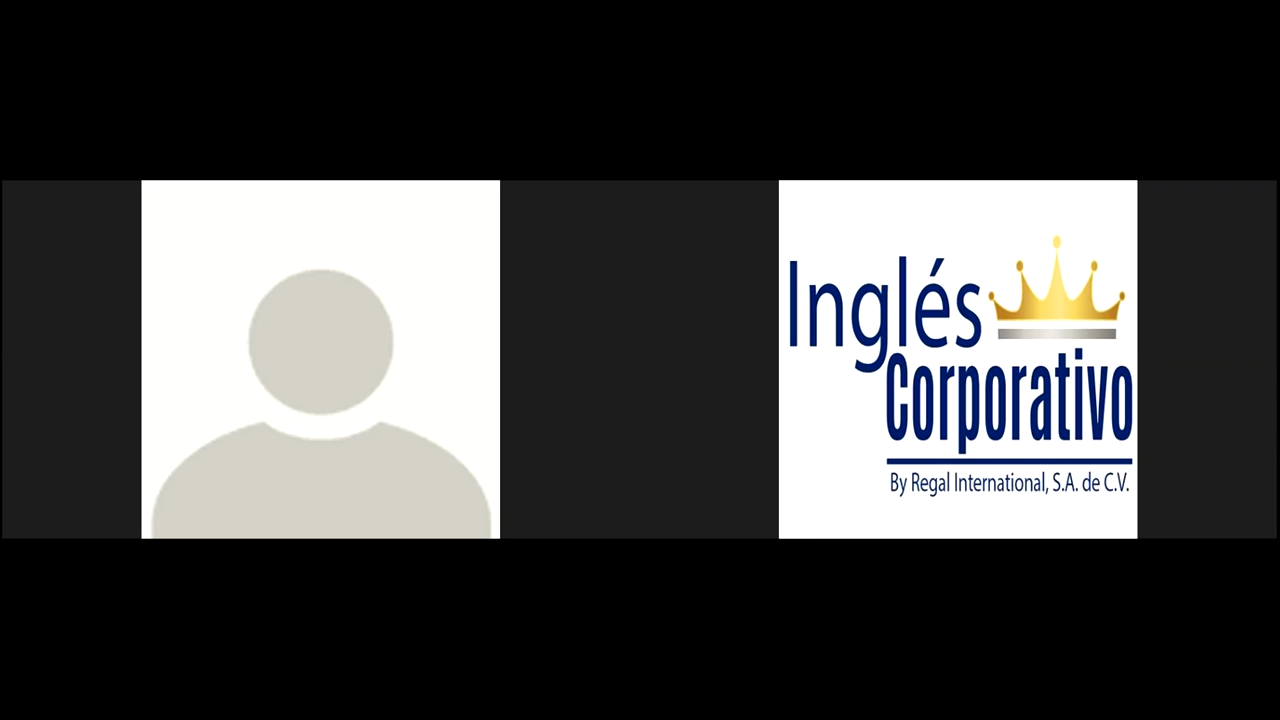 Inglés
Corporativo
By Regal International, S.A. de C.V.